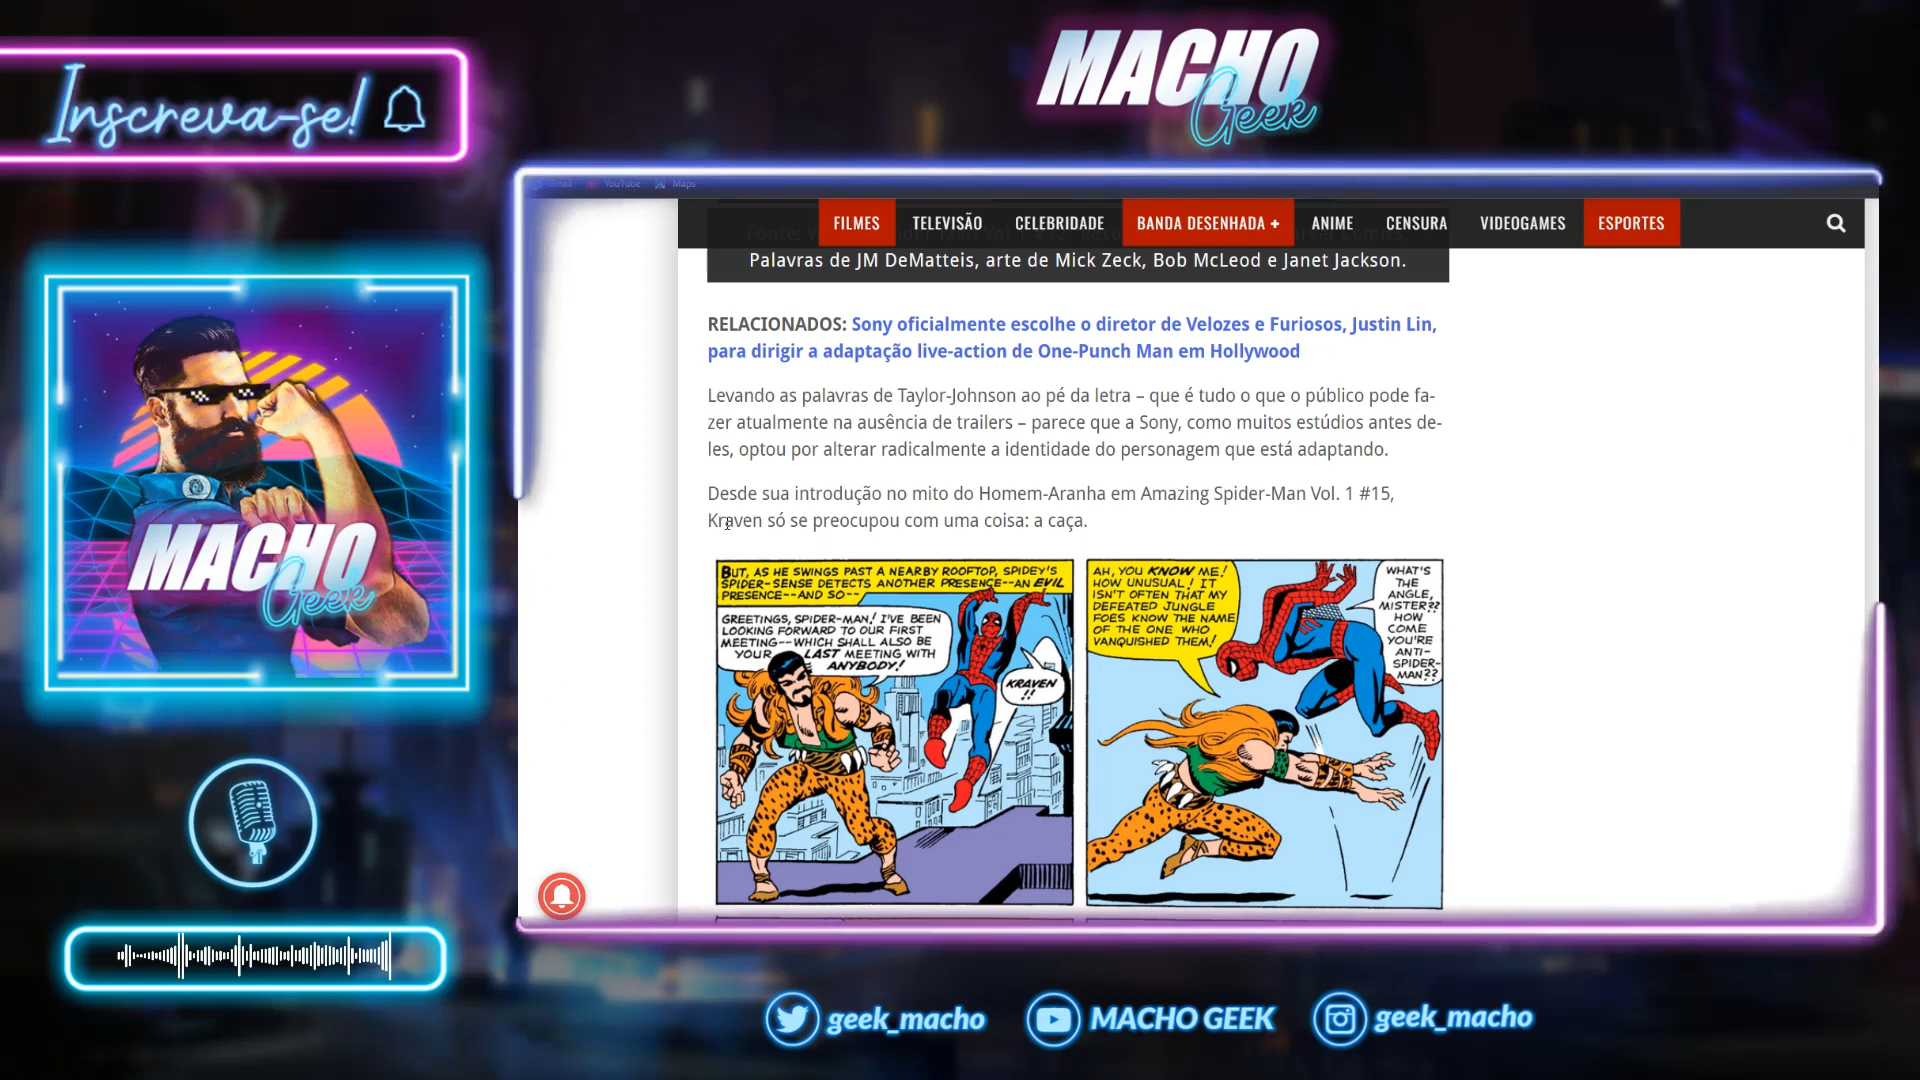 Inscreva-se!
MACHO
Geek
MACHO
Geek
Gmail
YouTube
Maps
FILMES
TELEVISÃO
CELEBRIDADE
BANDA DESENHADA +
ANIME
CENSURA
VIDEOGAMES
ESPORTES
Palavras de JM DeMatteis, arte de Mick Zeck, Bob McLeod e Janet Jackson.
RELACIONADOS: Sony oficialmente escolhe o diretor de Velozes e Furiosos, Justin Lin,
para dirigir a adaptação live-action de One-Punch Man em Hollywood
Levando as palavras de Taylor-Johnson ao pé da letra – que é tudo o que o público pode fa-
zer atualmente na ausência de trailers – parece que a Sony, como muitos estúdios antes de-
les, optou por alterar radicalmente a identidade do personagem que está adaptando.
Desde sua introdução no mito do Homem-Aranha em Amazing Spider-Man Vol. 1 #15,
Kraven só se preocupou com uma coisa: a caça.
BUT, AS HE SWINGS PAST A NEARBY ROOFTOP, SPIDEY'S
SPIDER-SENSE DETECTS ANOTHER PRESENCE--AN EVIL
PRESENCE--AND SO--
GREETINGS, SPIDER-MAN! I'VE BEEN
LOOKING FORWARD TO OUR FIRST
MEETING--WHICH SHALL ALSO BE
YOUR LAST MEETING WITH
ANYBODY!
KRAVEN
!!
AH, YOU KNOW ME!
HOW UNUSUAL! IT
ISN'T OFTEN THAT MY
DEFEATED JUNGLE
FOES KNOW THE NAME
OF THE ONE WHO
VANQUISHED THEM!
WHAT'S
THE
ANGLE,
MISTER??
HOW
COME
YOU'RE
ANTI-
SPIDER-
MAN??
geek_macho
MACHO GEEK
geek_macho